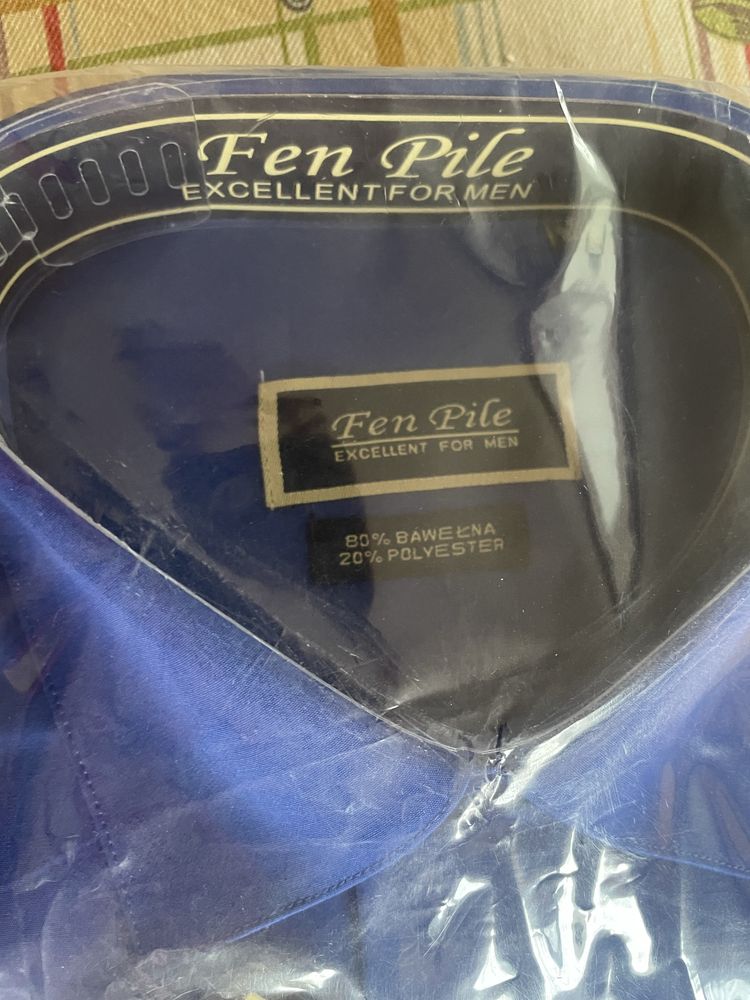 Fen Pile
EXCELLENT FOR MEN
Fen Pile
EXCELLENT FOR MEN
80% BAWEŁNA
20% POLYESTER